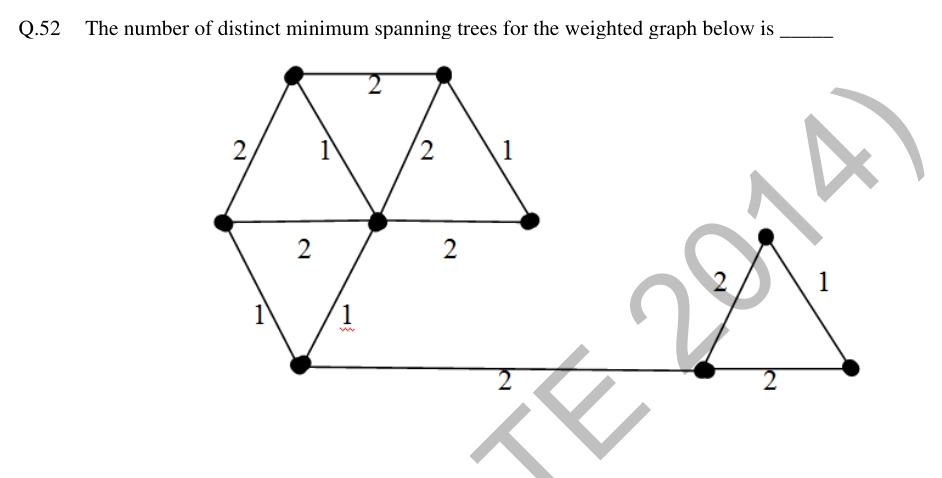 Q.52 The number of distinct minimum spanning trees for the weighted graph below is _____
2
2 1 2 1
2 2
2 1
1 1
2 2
TE 2014)